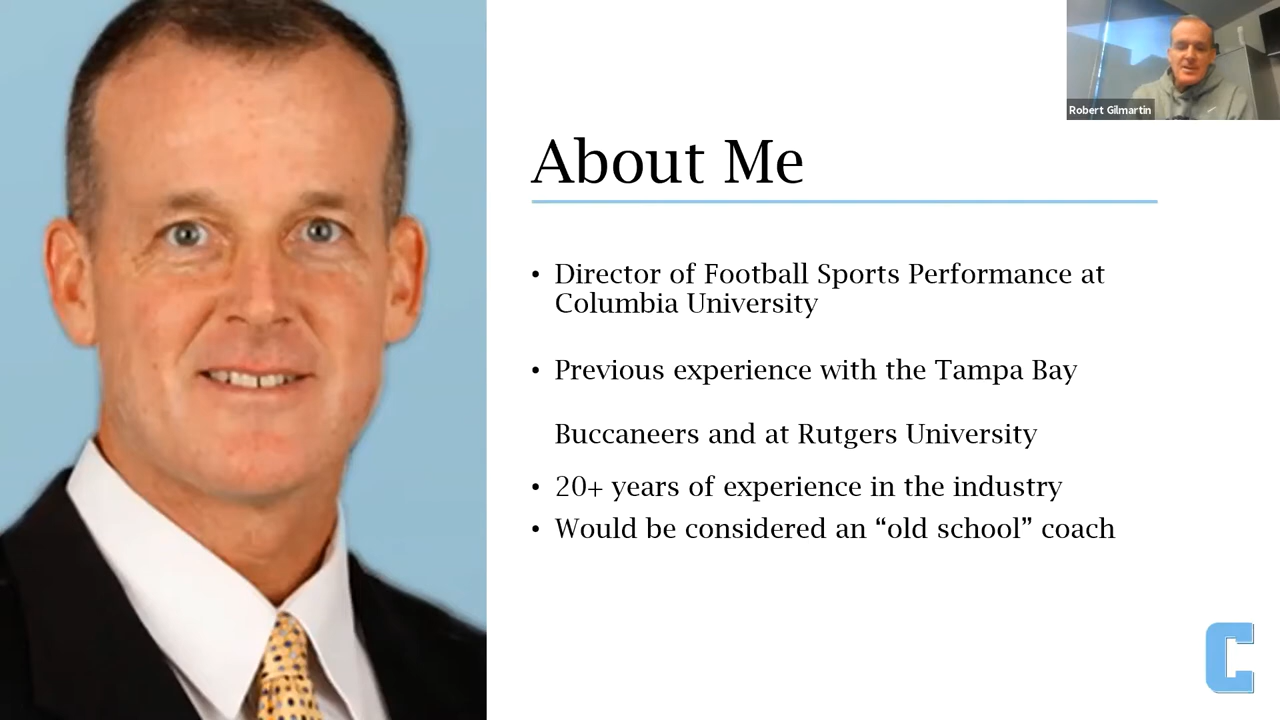 Robert Gilmartin
About Me
• Director of Football Sports Performance at
Columbia University
• Previous experience with the Tampa Bay
Buccaneers and at Rutgers University
• 20+ years of experience in the industry
• Would be considered an “old school” coach
C